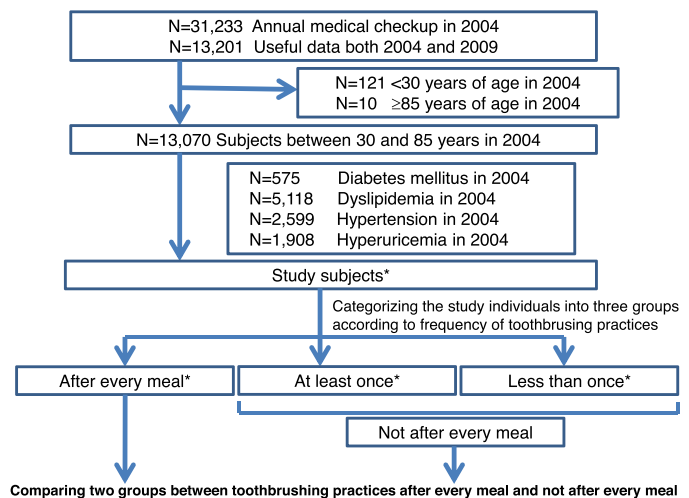 N=31,233 Annual medical checkup in 2004
N=13,201 Useful data both 2004 and 2009
N=121 <30 years of age in 2004
N=10 ≥85 years of age in 2004
N=13,070 Subjects between 30 and 85 years in 2004
N=575 Diabetes mellitus in 2004
N=5,118 Dyslipidemia in 2004
N=2,599 Hypertension in 2004
N=1,908 Hyperuricemia in 2004
Study subjects*
Categorizing the study individuals into three groups
according to frequency of toothbrusing practices
After every meal*
At least once*
Less than once*
Not after every meal
Comparing two groups between toothbrushing practices after every meal and not after every meal